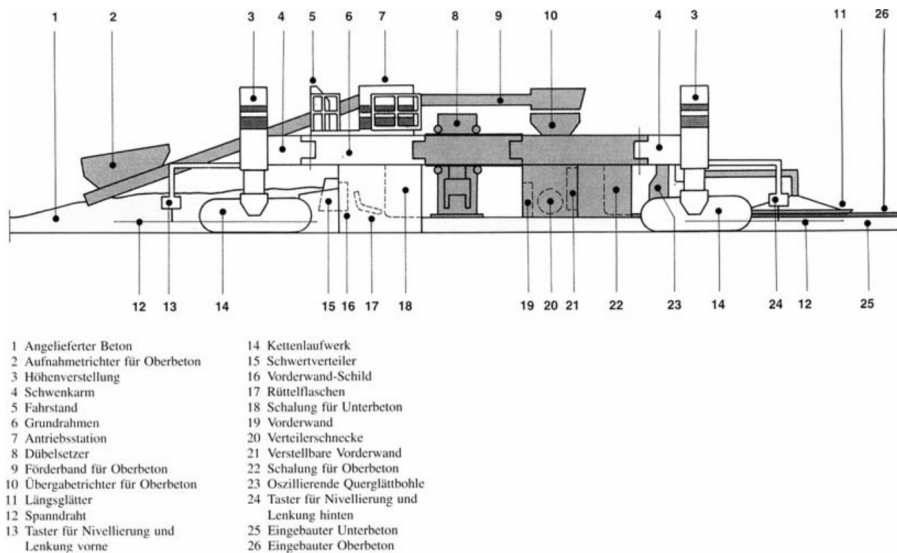 1 2 3 4 5 6 7 8 9 10 4 3 11 26
12 13 14 15 16 17 18 19 20 21 22 23 14 24 12 25
1 Angelieferter Beton
2 Aufnahmetrichter für Oberbeton
3 Höhenverstellung
4 Schwenkarm
5 Fahrstand
6 Grundrahmen
7 Antriebsstation
8 Dübelsetzer
9 Förderband für Oberbeton
10 Übergabetrichter für Oberbeton
11 Längsglätter
12 Spanndraht
13 Taster für Nivellierung und
Lenkung vorne
14 Kettenlaufwerk
15 Schwertverteiler
16 Vorderwand-Schild
17 Rüttelflaschen
18 Schalung für Unterbeton
19 Vorderwand
20 Verteilerschnecke
21 Verstellbare Vorderwand
22 Schalung für Oberbeton
23 Oszillierende Querglättbohle
24 Taster für Nivellierung und
Lenkung hinten
25 Eingebauter Unterbeton
26 Eingebauter Oberbeton